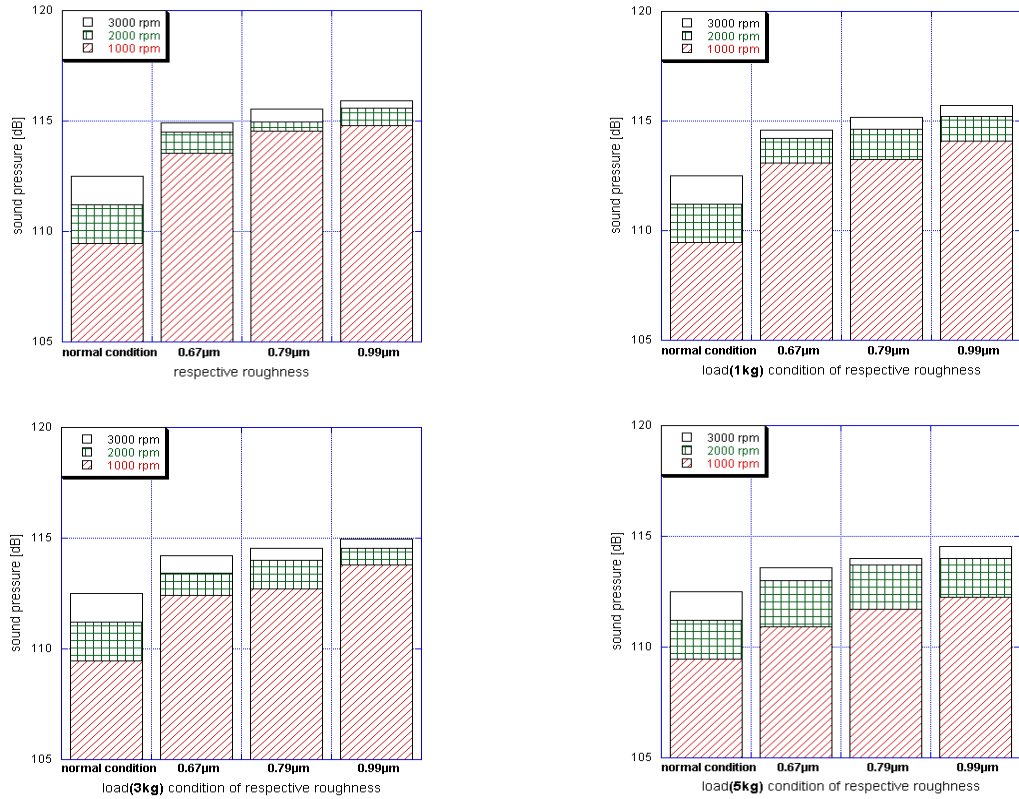 120
3000 rpm
2000 rpm
1000 rpm
sound pressure [dB]
115
110
105
normal condition 0.67µm 0.79µm 0.99µm
respective roughness
120
3000 rpm
2000 rpm
1000 rpm
sound pressure [dB]
115
110
105
normal condition 0.67µm 0.79µm 0.99µm
load(1kg) condition of respective roughness
120
3000 rpm
2000 rpm
1000 rpm
sound pressure [dB]
115
110
105
normal condition 0.67µm 0.79µm 0.99µm
load(3kg) condition of respective roughness
120
3000 rpm
2000 rpm
1000 rpm
sound pressure [dB]
115
110
105
normal condition 0.67µm 0.79µm 0.99µm
load(5kg) condition of respective roughness